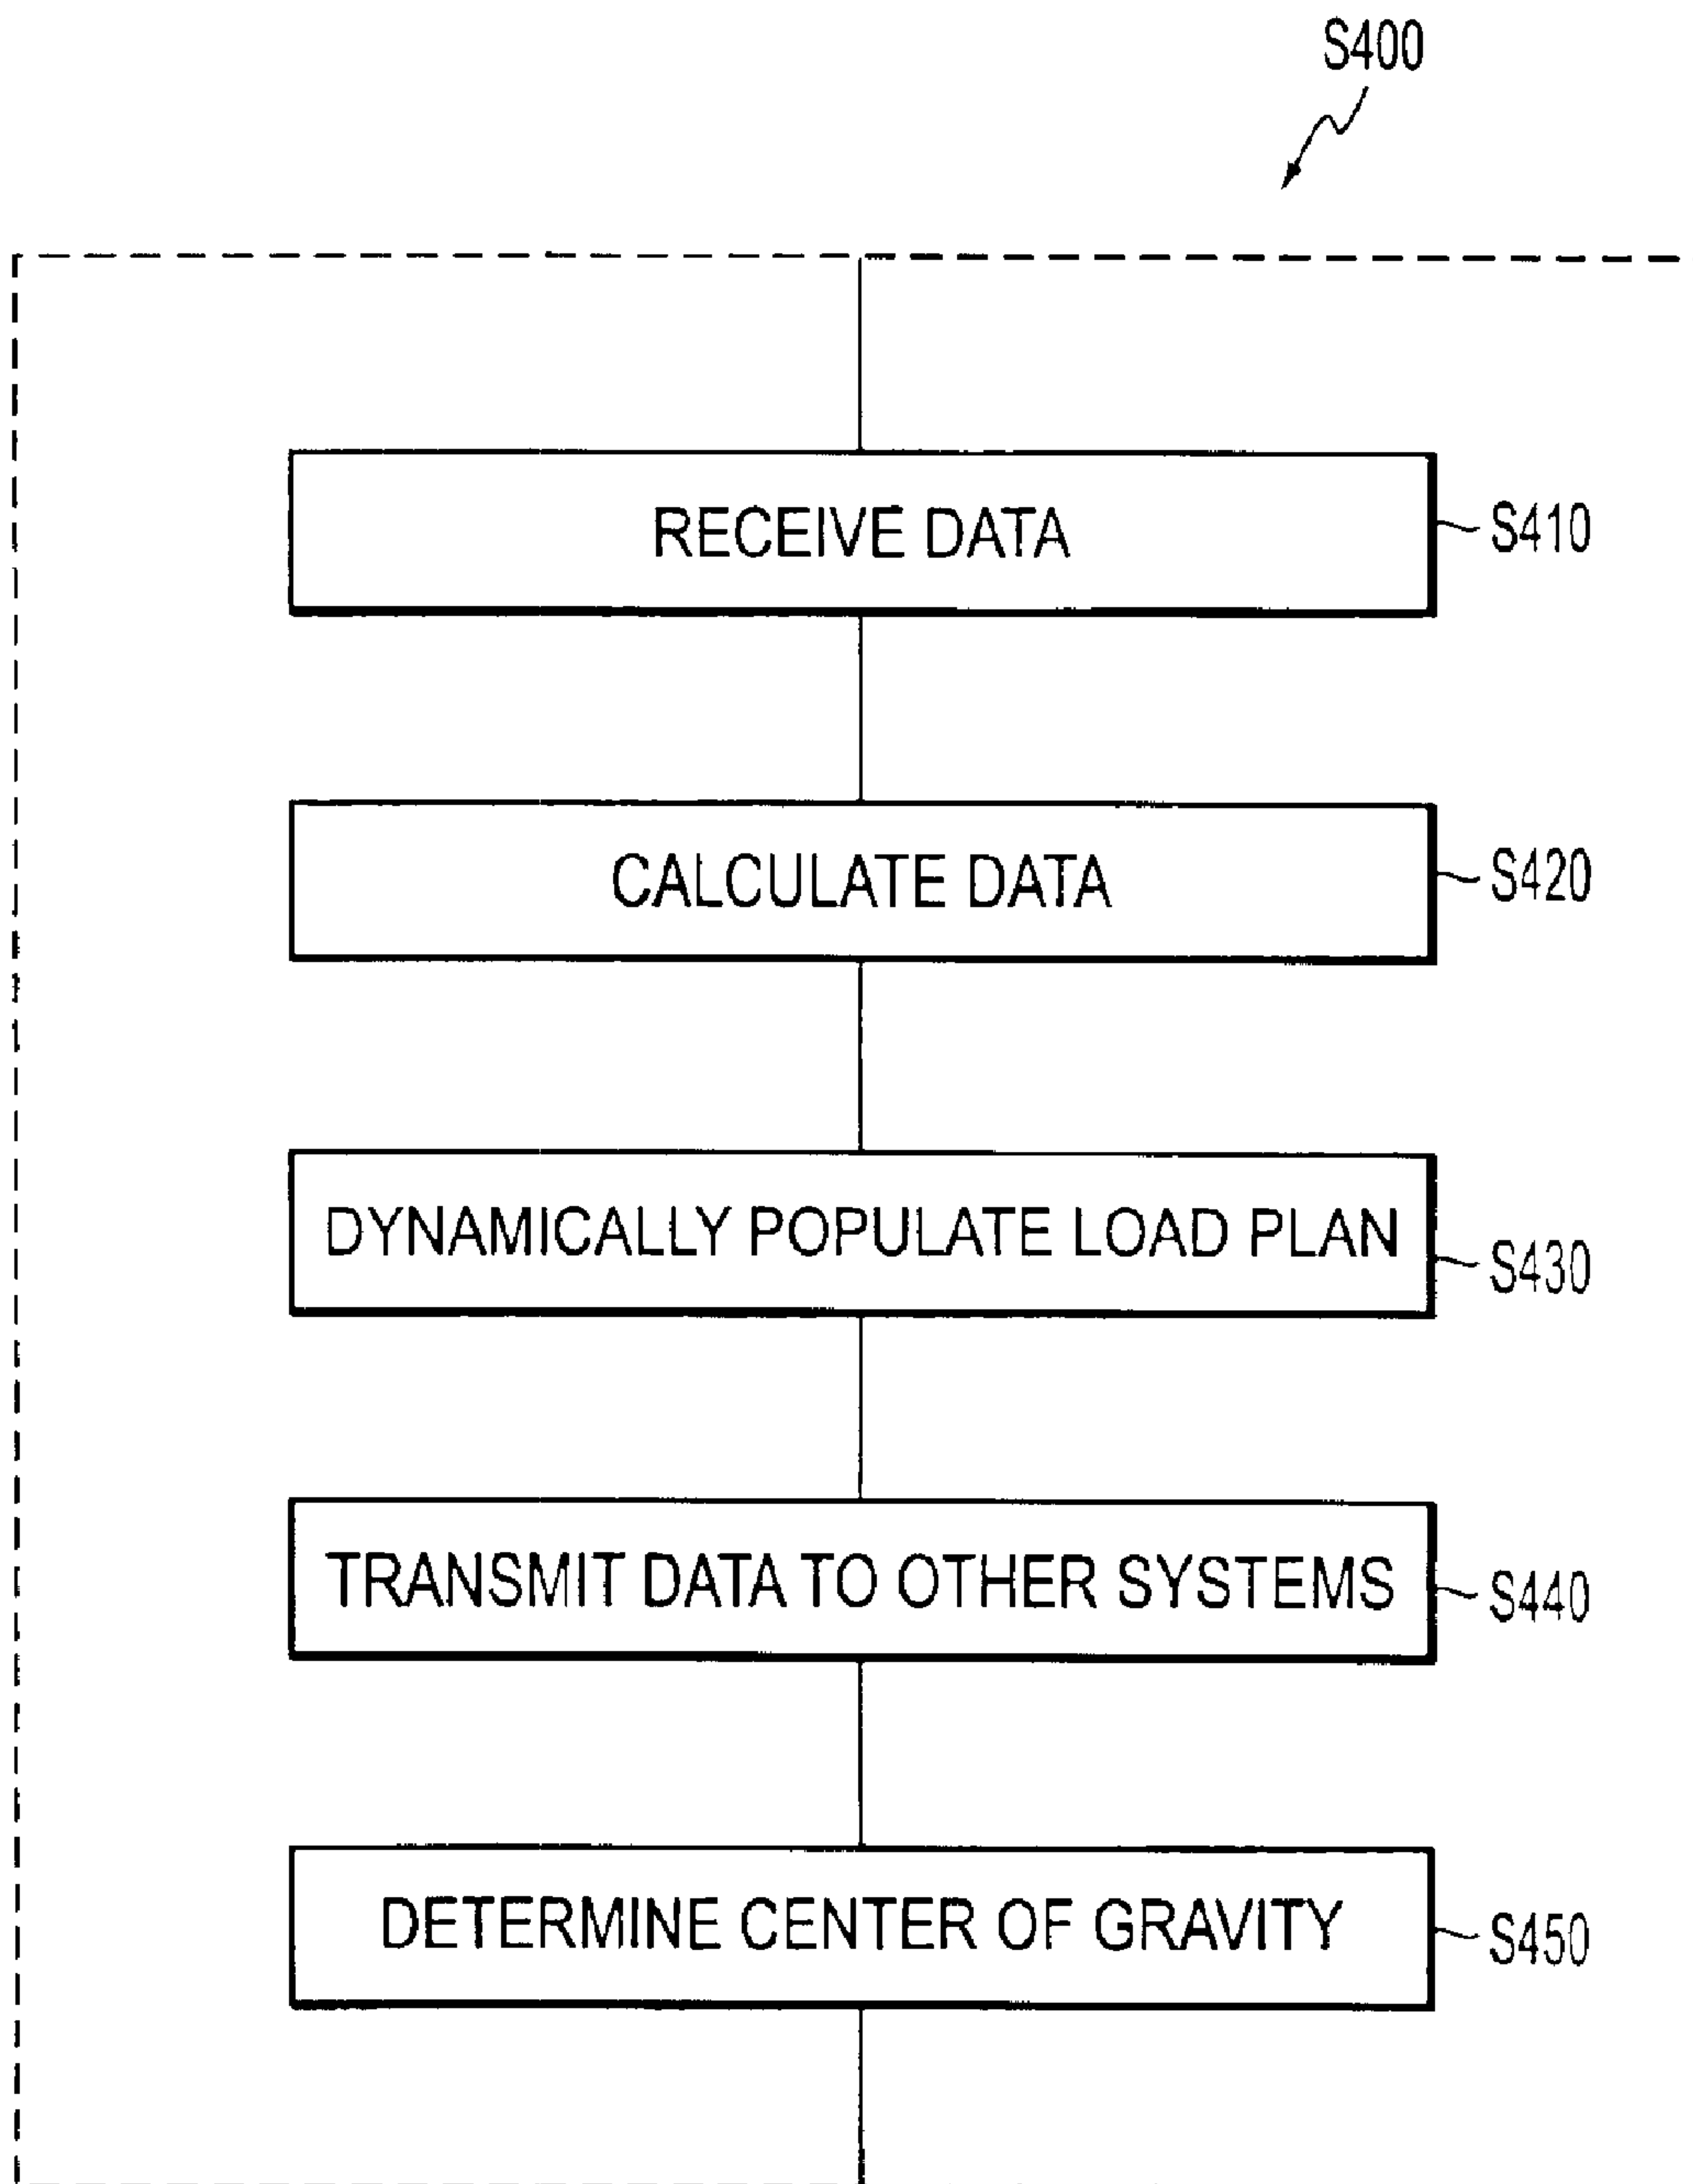 S400
RECEIVE DATA
S410
CALCULATE DATA
S420
DYNAMICALLY POPULATE LOAD PLAN
S430
TRANSMIT DATA TO OTHER SYSTEMS
S440
DETERMINE CENTER OF GRAVITY
S450